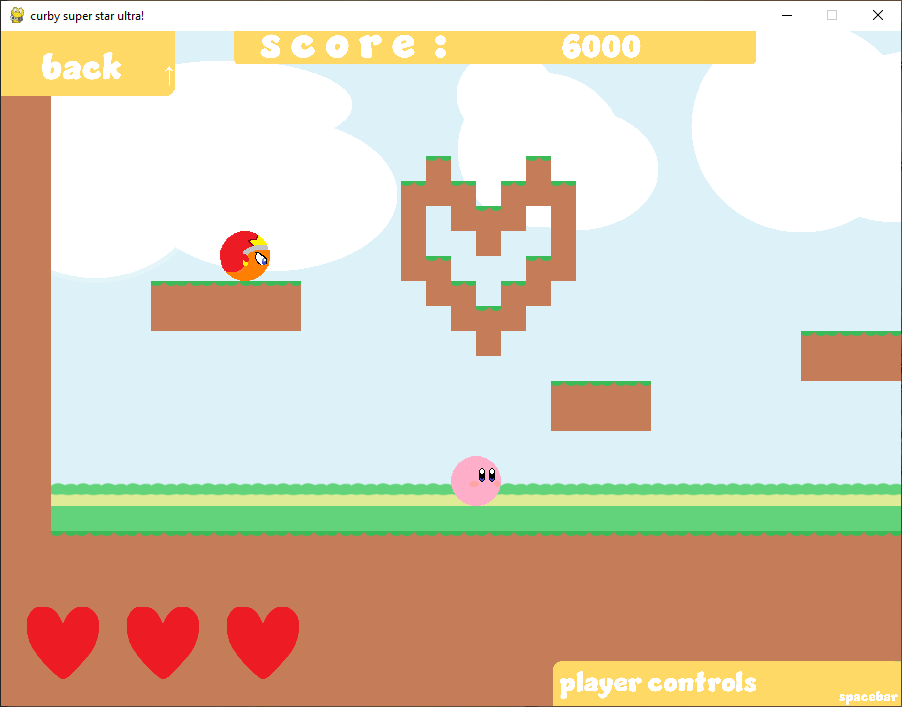 curby super star ultra!
back ↑
score: 6000
player controls
spacebar